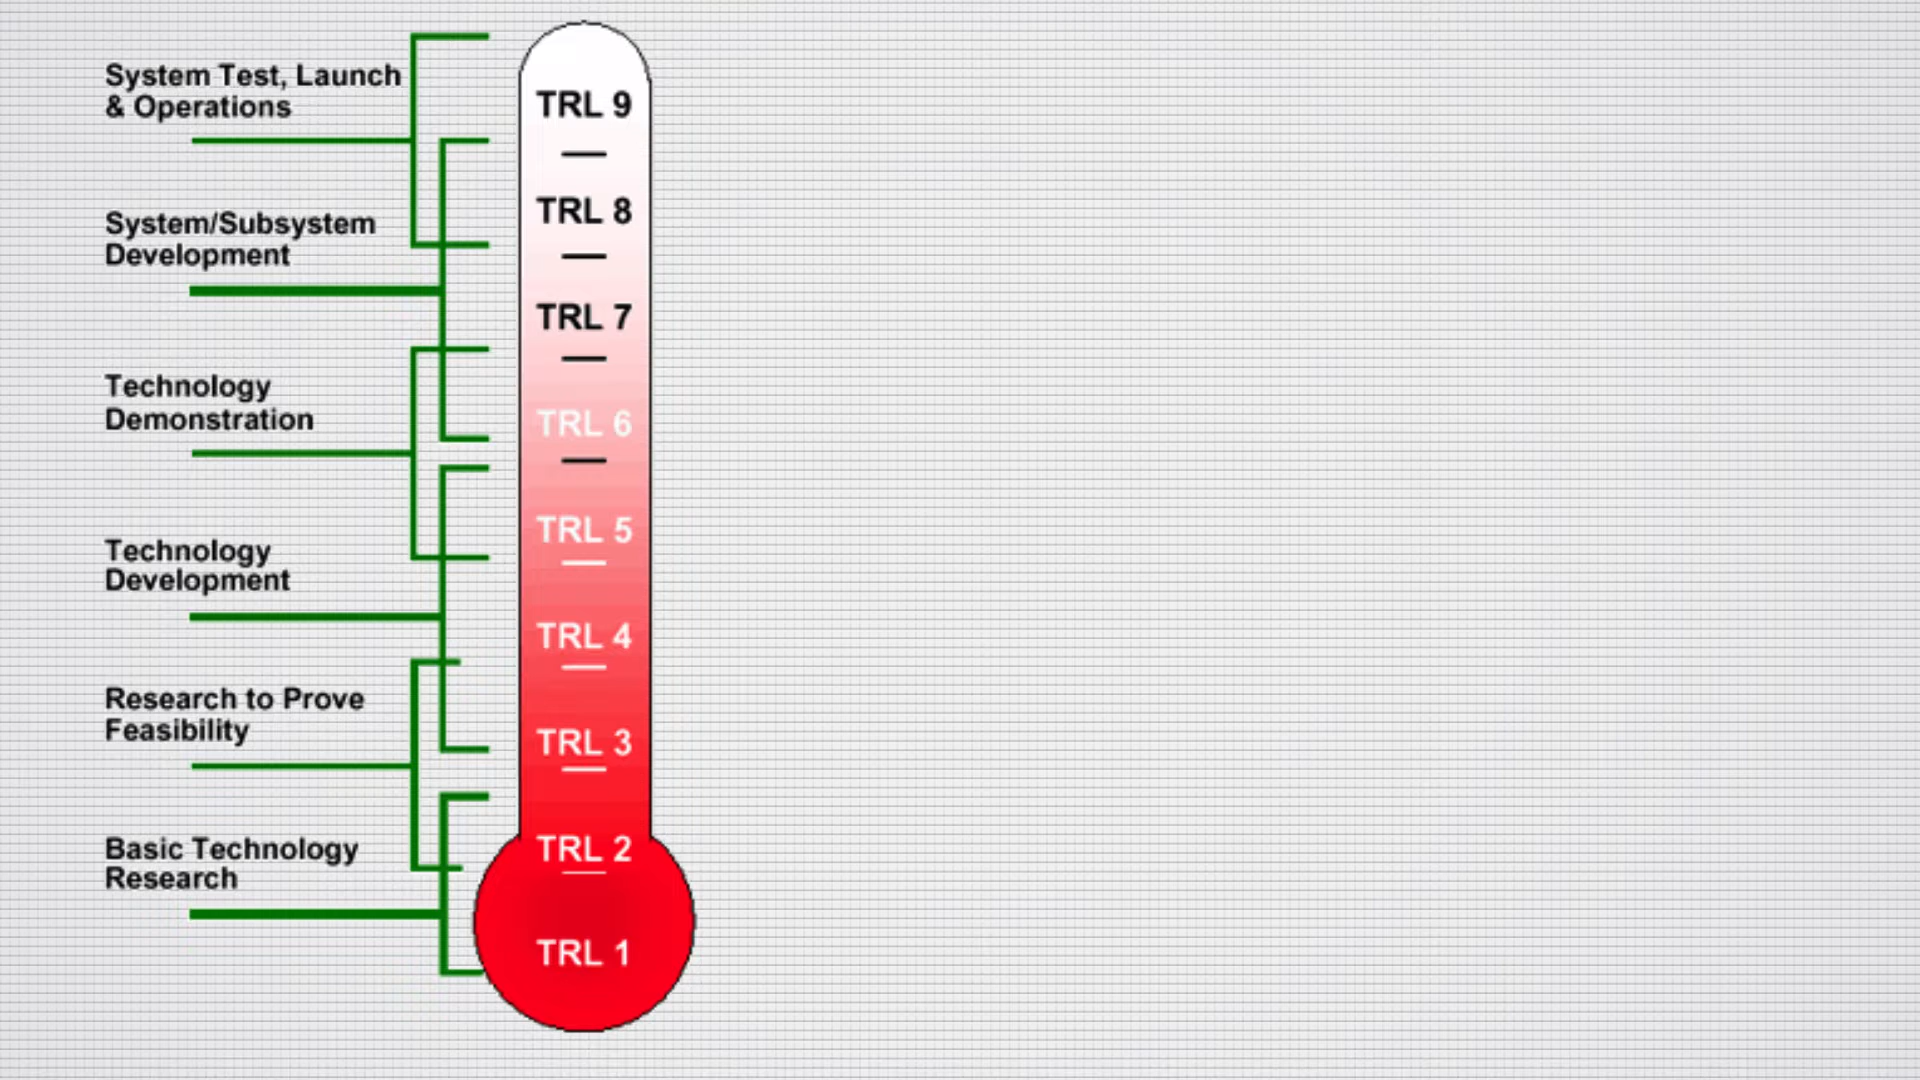 System Test, Launch
& Operations
System/Subsystem
Development
Technology
Demonstration
Technology
Development
Research to Prove
Feasibility
Basic Technology
Research
TRL 9
TRL 8
TRL 7
TRL 6
TRL 5
TRL 4
TRL 3
TRL 2
TRL 1